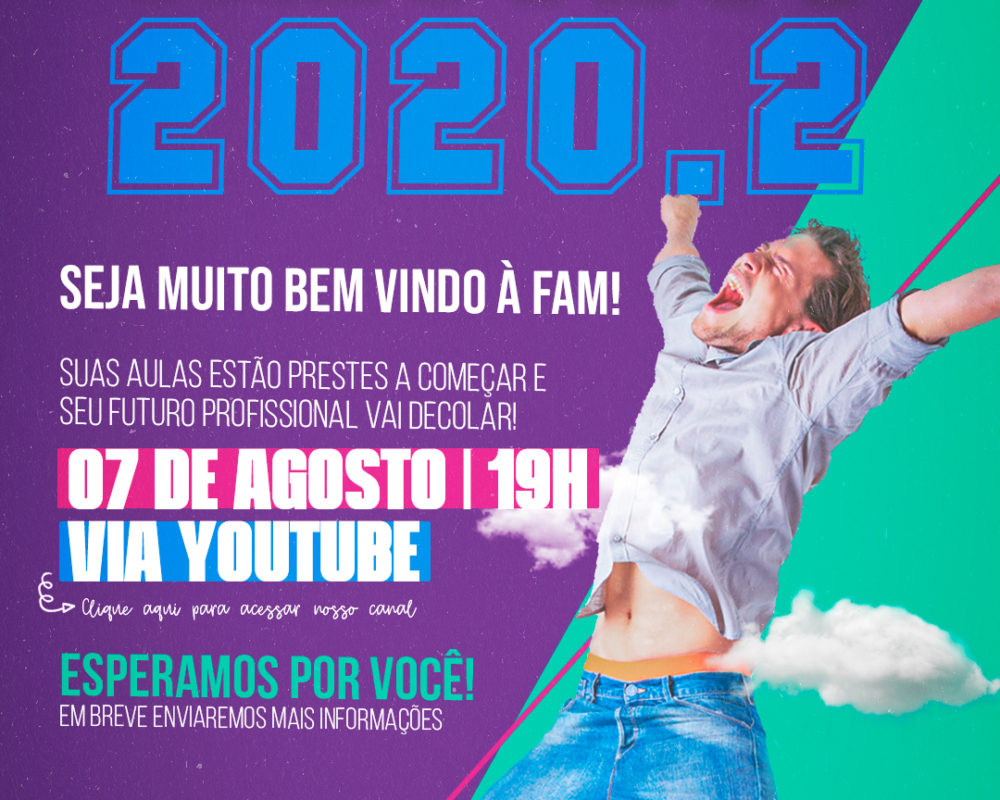 2020.2
SEJA MUITO BEM VINDO À FAM!
SUAS AULAS ESTÃO PRESTES A COMEÇAR E
SEU FUTURO PROFISSIONAL VAI DECOLAR!
07 DE AGOSTO | 19H
VIA YOUTUBE
Clique aqui para acessar nosso canal
ESPERAMOS POR VOCÊ!
EM BREVE ENVIAREMOS MAIS INFORMAÇÕES